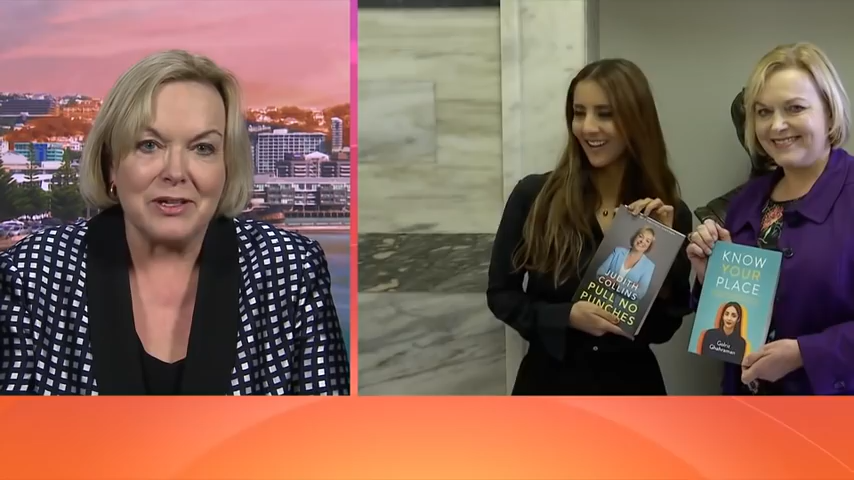 JUDITH
COLLINS
PULL NO
PUNCHES
KNOW
YOUR
PLACE
Golriz
Ghahraman